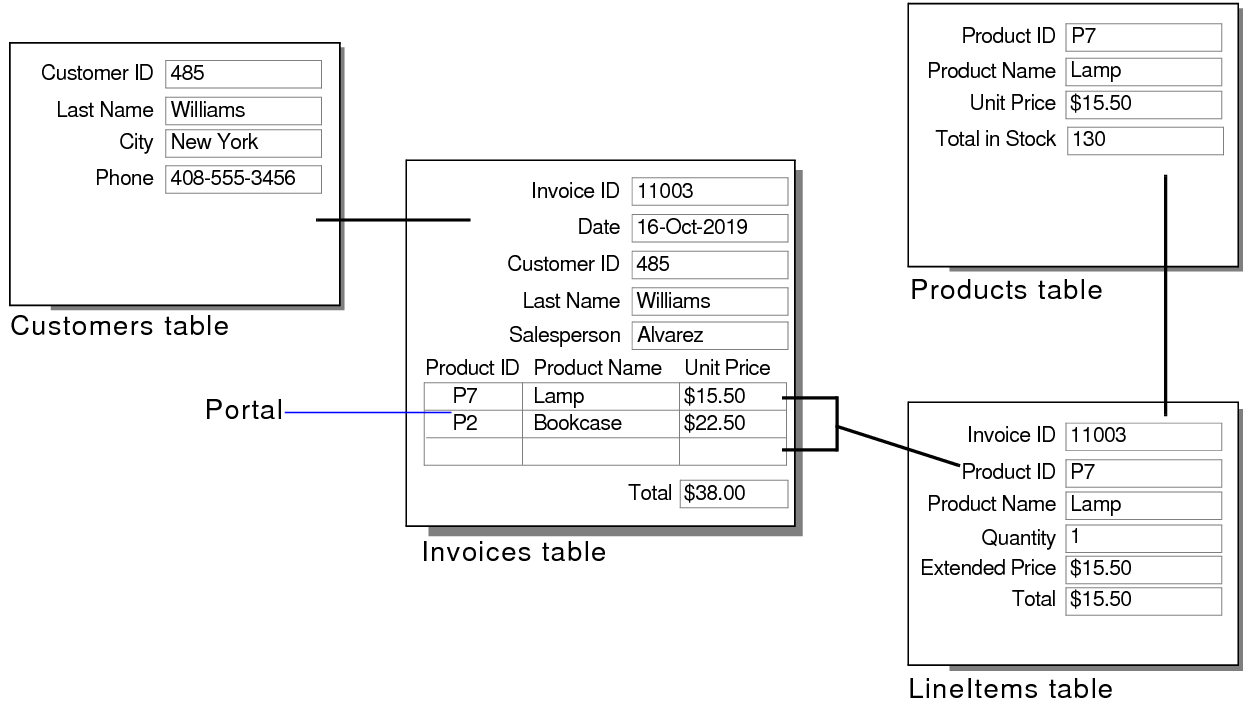 Customer ID 485
Last Name Williams
City New York
Phone 408-555-3456
Customers table
Invoice ID 11003
Date 16-Oct-2019
Customer ID 485
Last Name Williams
Salesperson Alvarez
Product ID Product Name Unit Price
P7 Lamp $15.50
P2 Bookcase $22.50
Total $38.00
Invoices table
Portal
Product ID P7
Product Name Lamp
Unit Price $15.50
Total in Stock 130
Products table
Invoice ID 11003
Product ID P7
Product Name Lamp
Quantity 1
Extended Price $15.50
Total $15.50
LineItems table